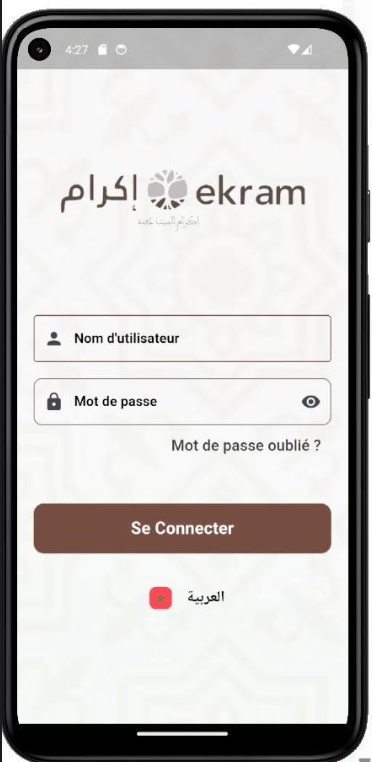 4:27
إكرام ekram
إكرام الميت دفنه
Nom d'utilisateur
Mot de passe
Mot de passe oublié ?
Se Connecter
العربية